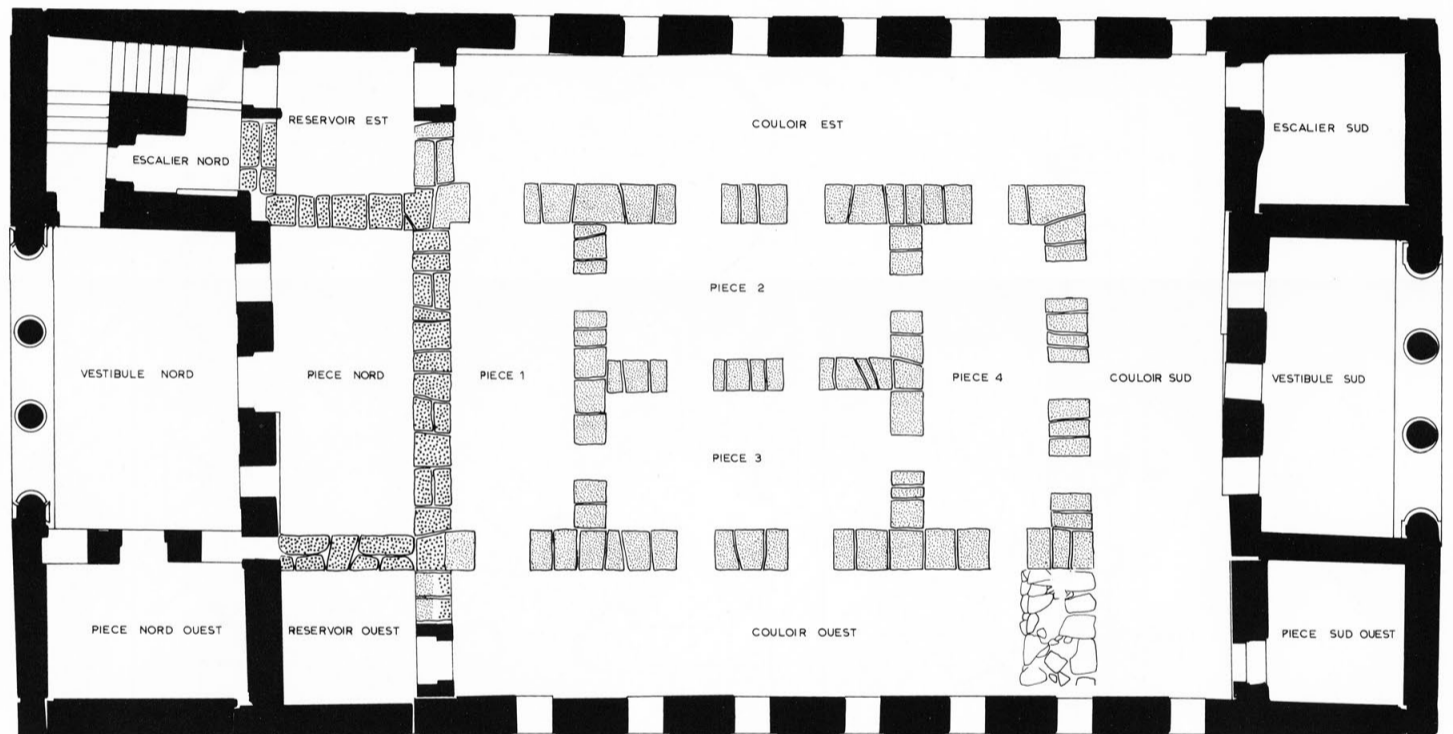 RESERVOIR EST
COULOIR EST
ESCALIER SUD
ESCALIER NORD
PIECE 2
VESTIBULE NORD
PIECE NORD
PIECE 1
PIECE 4
COULOIR SUD
VESTIBULE SUD
PIECE 3
PIECE NORD OUEST
RESERVOIR OUEST
COULOIR OUEST
PIECE SUD OUEST